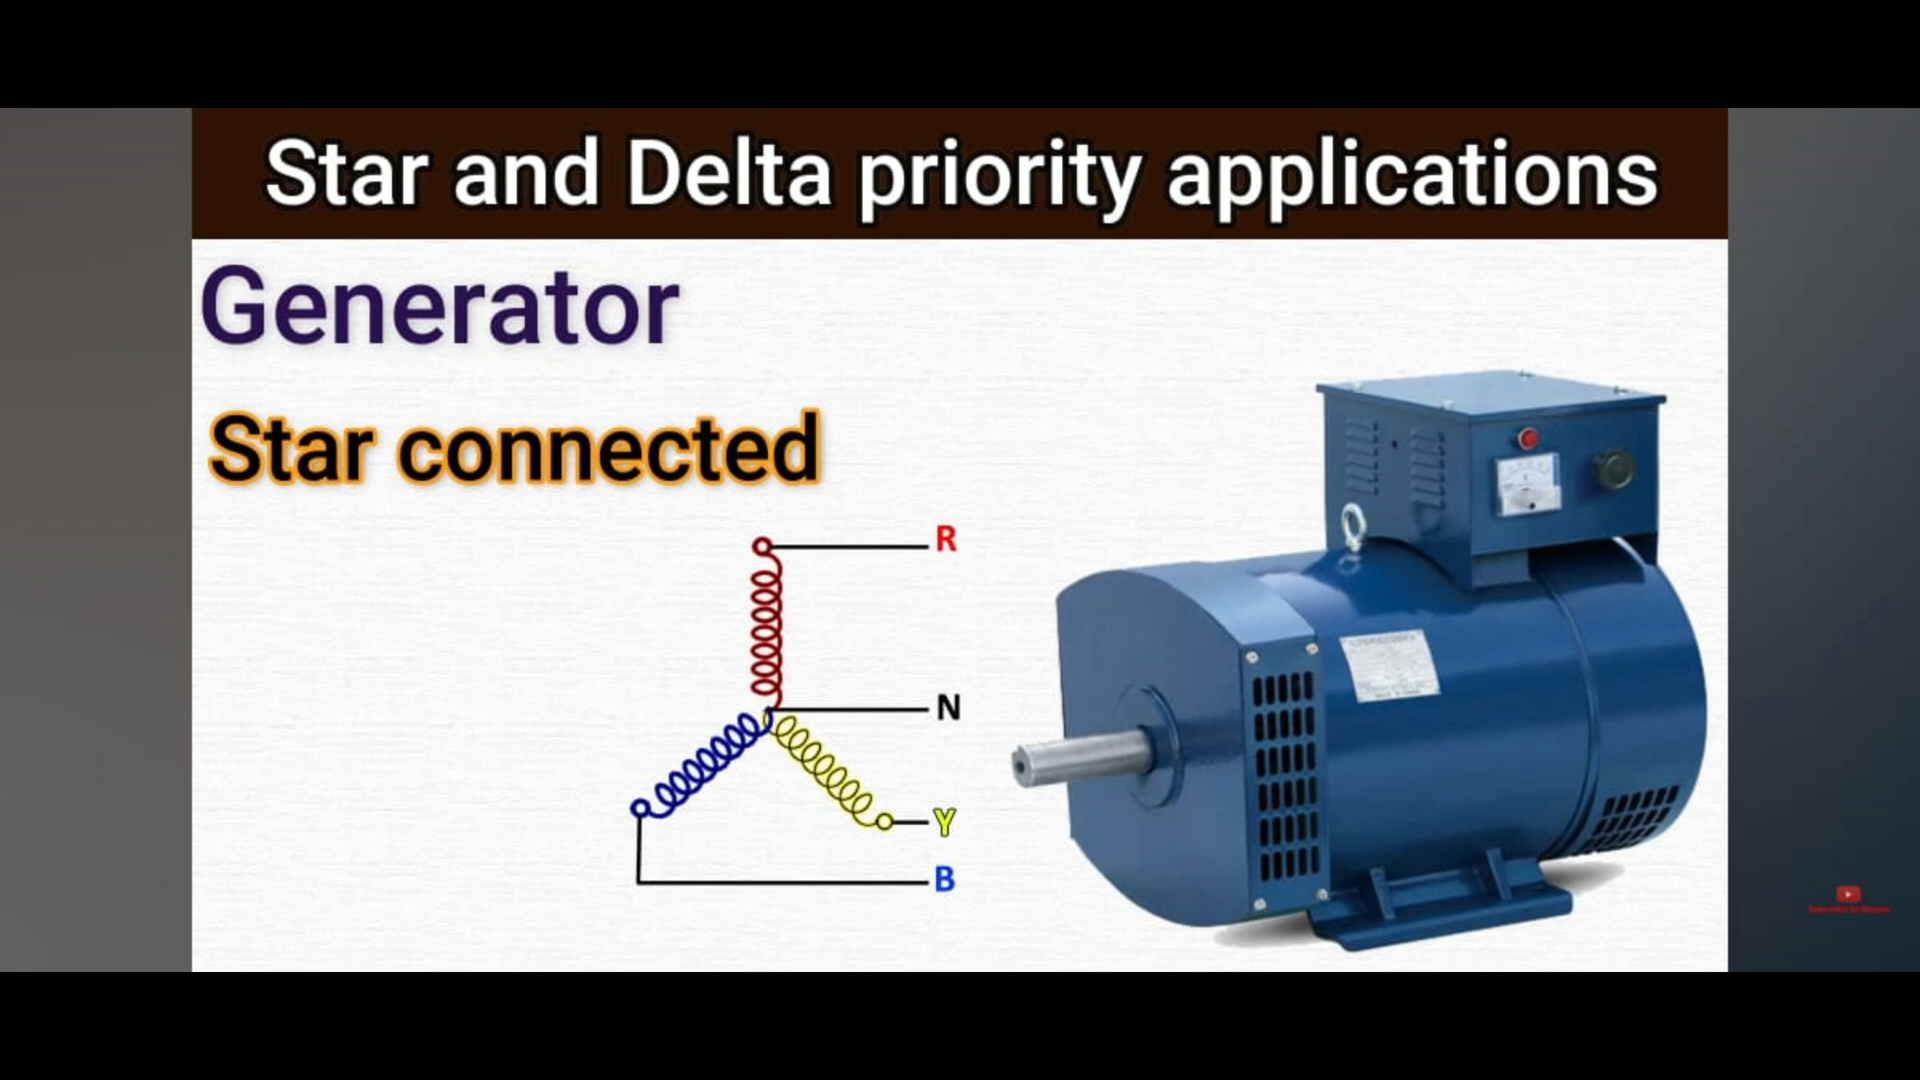 Star and Delta priority applications
Generator
Star connected
R
N
Y
B